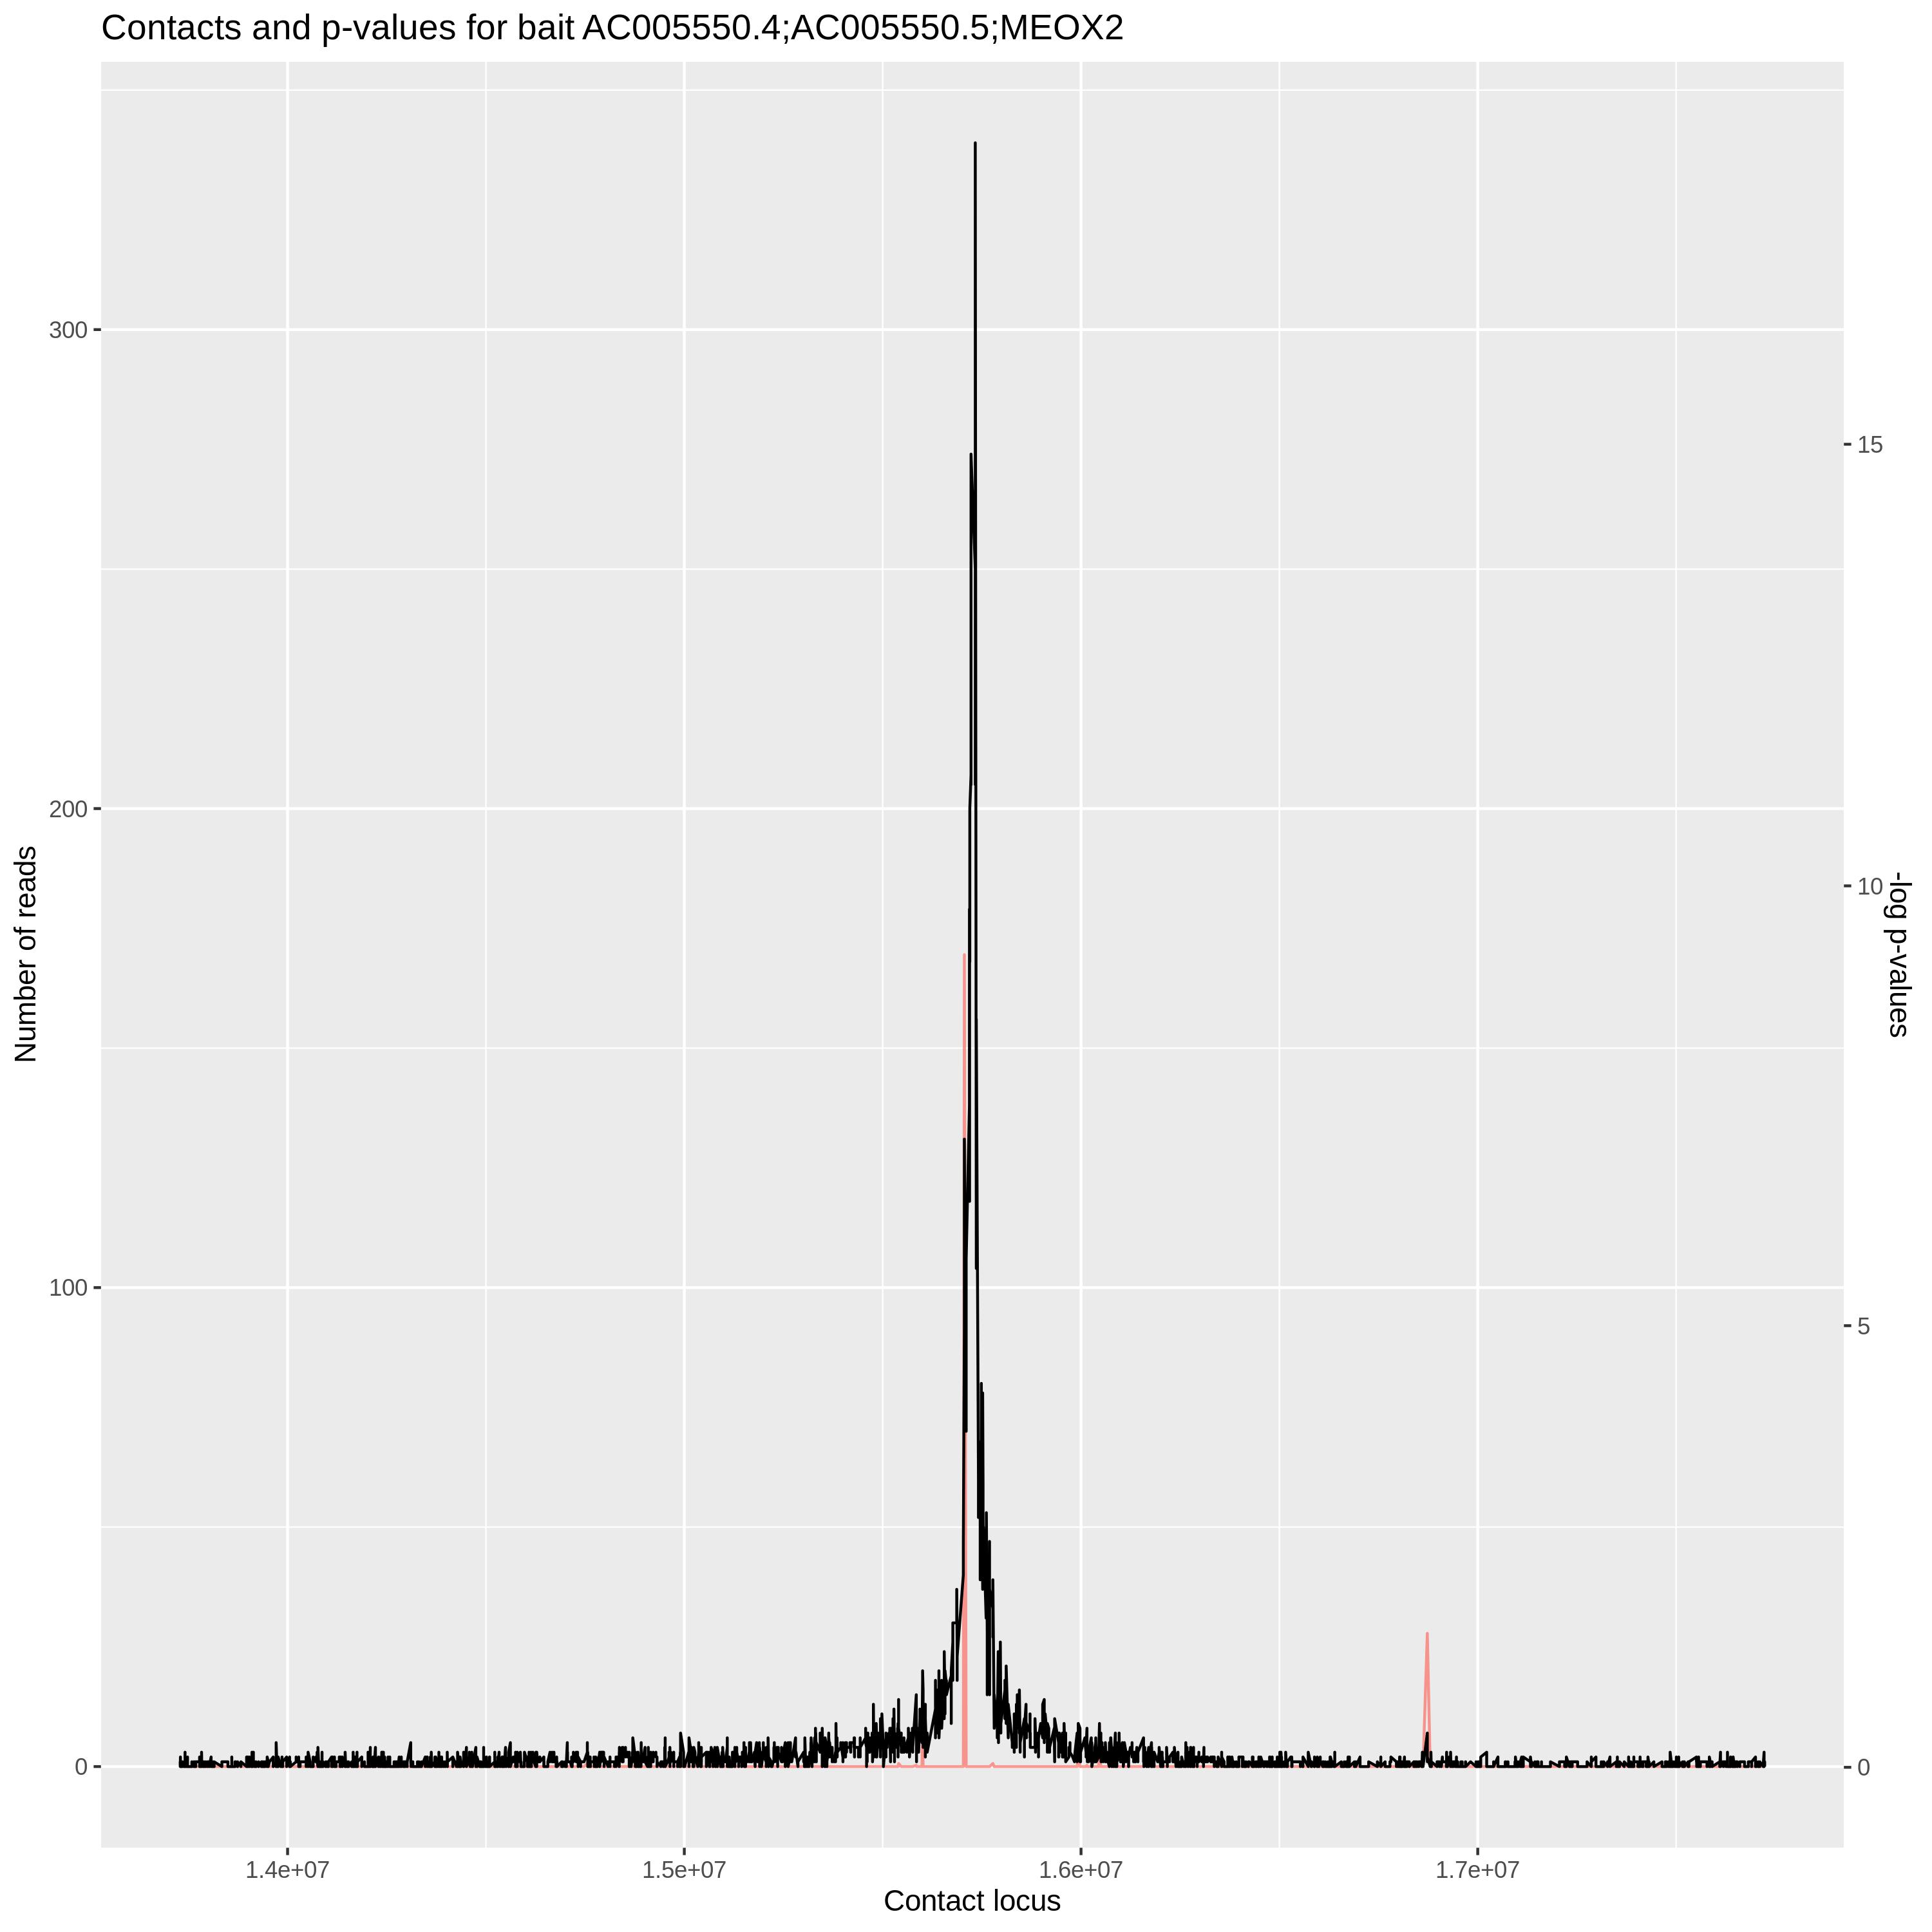 Contacts and p-values for bait AC005550.4;AC005550.5;MEOX2
300
200
100
0
Number of reads
15
10
5
0
-log p-values
1.4e+07 1.5e+07 1.6e+07 1.7e+07
Contact locus